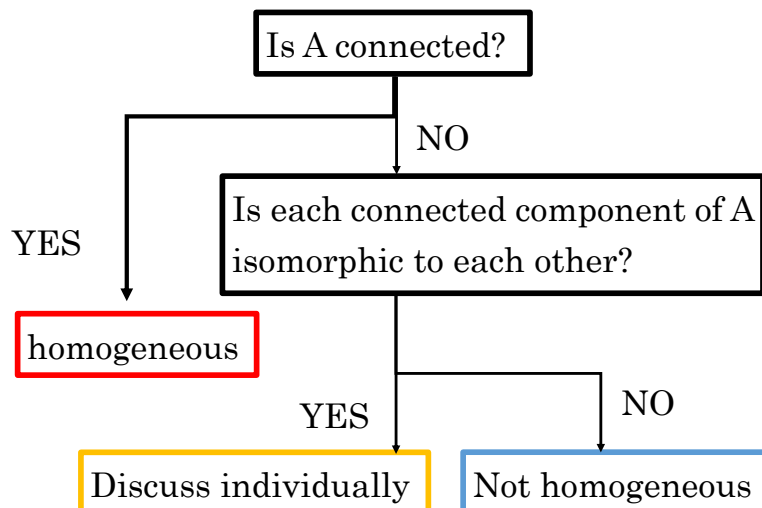 Is A connected?
NO
Is each connected component of A
isomorphic to each other?
YES
homogeneous
YES
NO
Discuss individually
Not homogeneous